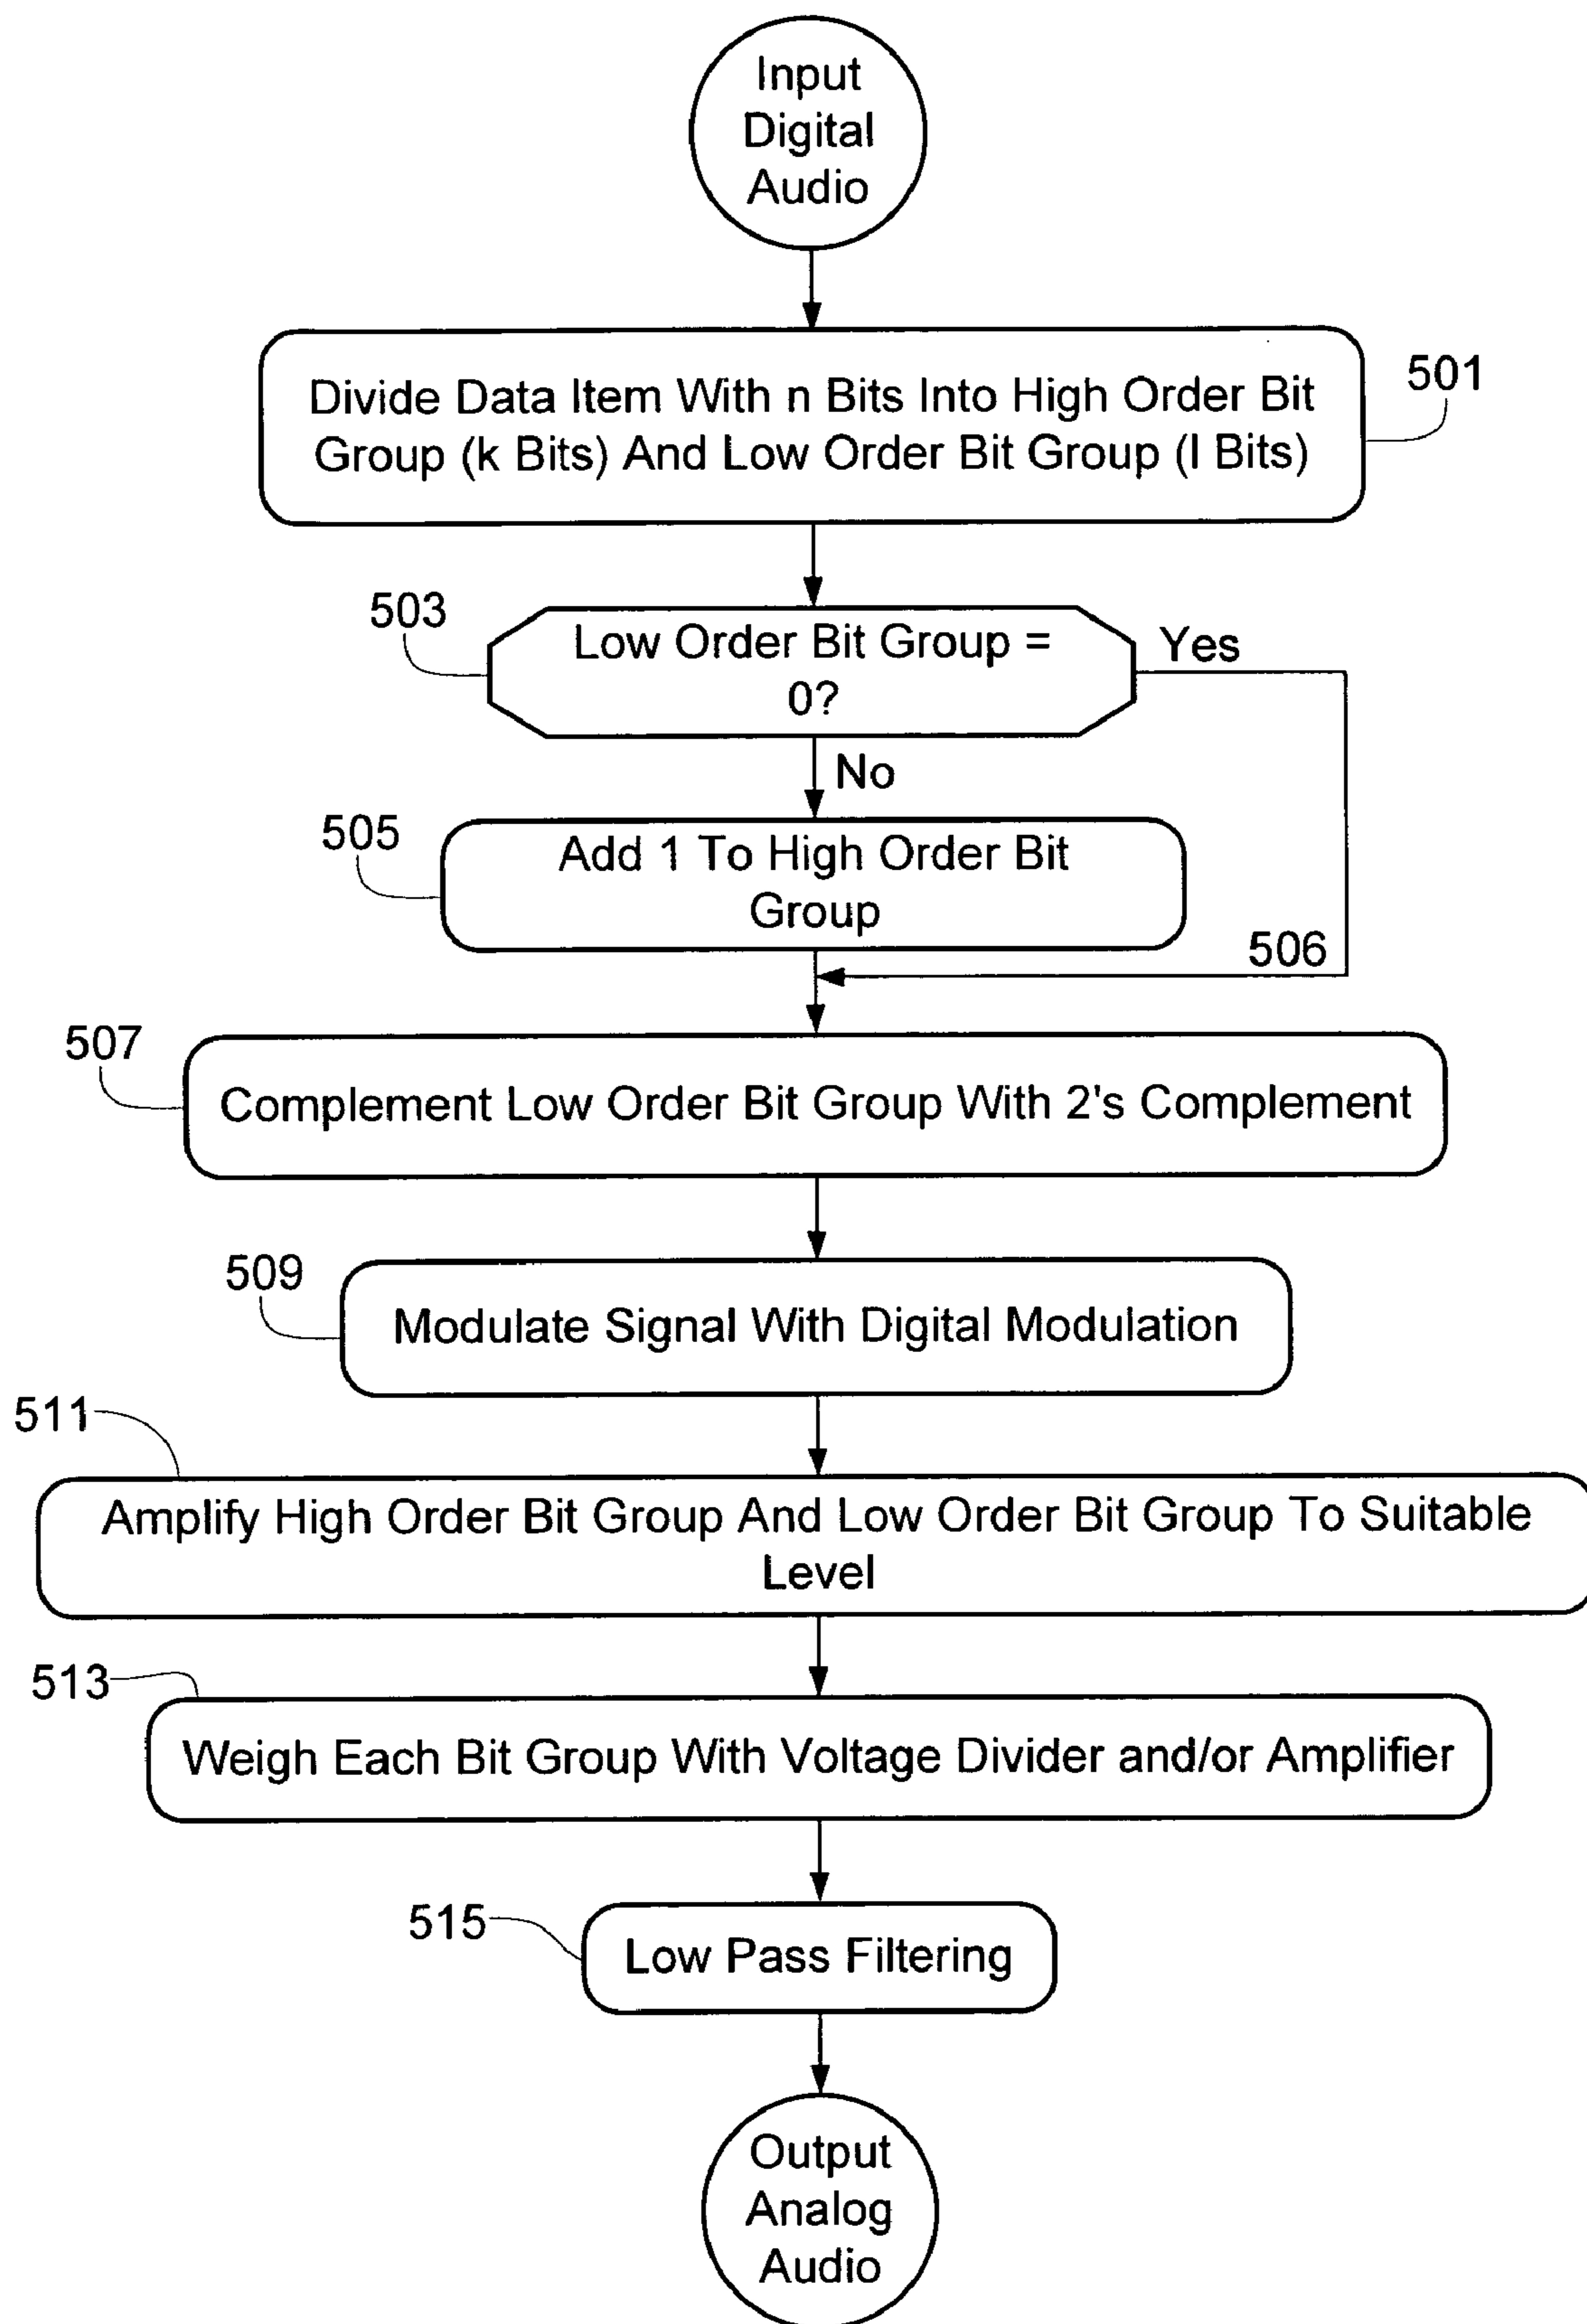 Input
Digital
Audio
Divide Data Item With n Bits Into High Order Bit
Group (k Bits) And Low Order Bit Group (l Bits)
501
503
Low Order Bit Group =
0?
Yes
No
505
Add 1 To High Order Bit
Group
506
507
Complement Low Order Bit Group With 2's Complement
509
Modulate Signal With Digital Modulation
511
Amplify High Order Bit Group And Low Order Bit Group To Suitable
Level
513
Weigh Each Bit Group With Voltage Divider and/or Amplifier
515
Low Pass Filtering
Output
Analog
Audio